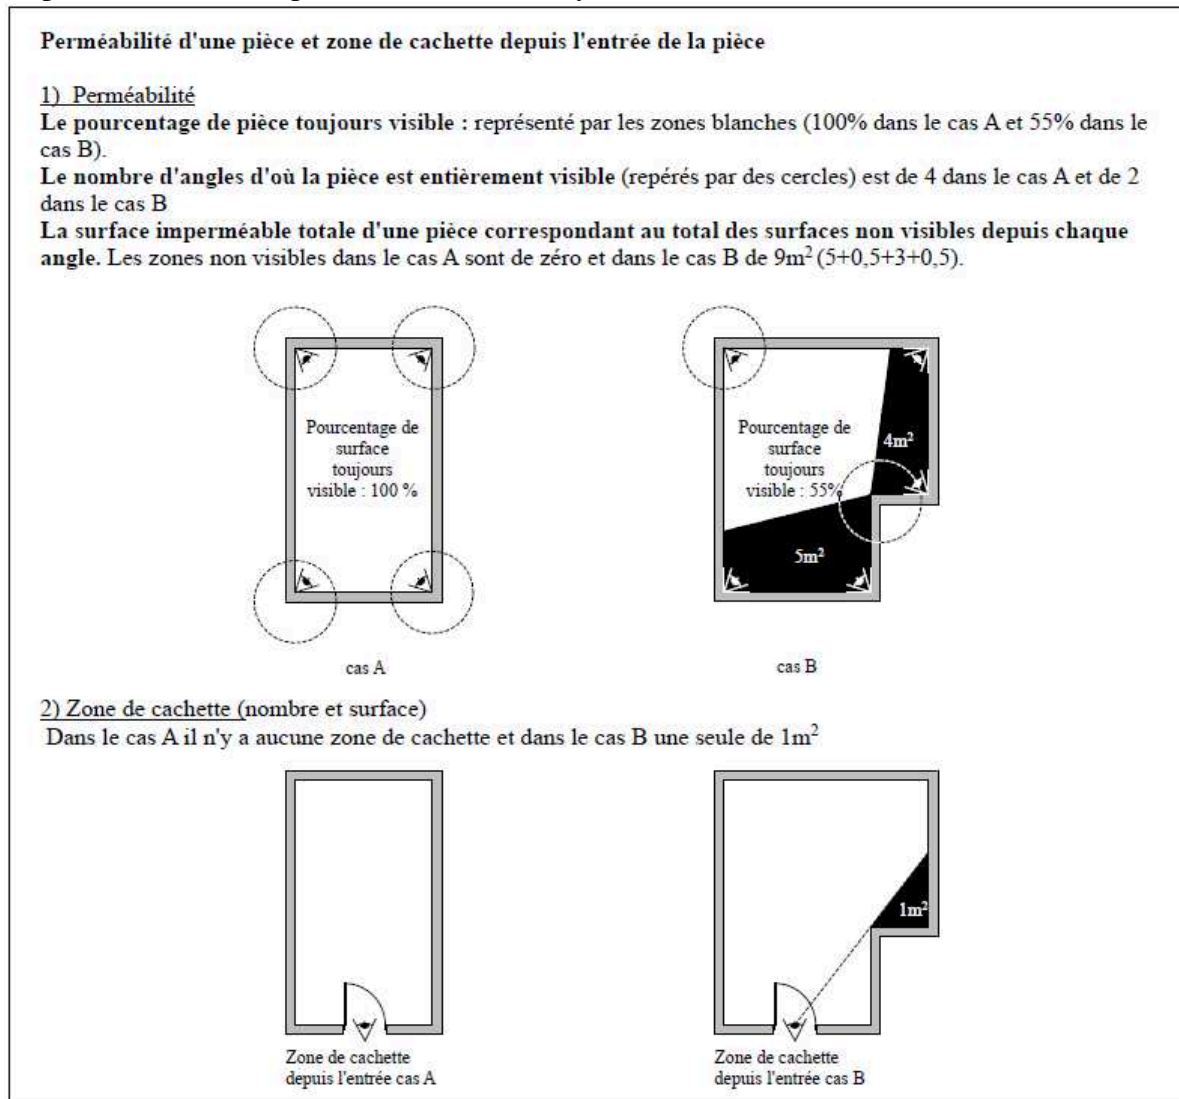 Perméabilité d'une pièce et zone de cachette depuis l'entrée de la pièce
1) Perméabilité
Le pourcentage de pièce toujours visible : représenté par les zones blanches (100% dans le cas A et 55% dans le
cas B).
Le nombre d'angles d'où la pièce est entièrement visible (repérés par des cercles) est de 4 dans le cas A et de 2
dans le cas B
La surface imperméable totale d'une pièce correspondant au total des surfaces non visibles depuis chaque
angle. Les zones non visibles dans le cas A sont de zéro et dans le cas B de 9m² (5+0,5+3+0,5).
Pourcentage de
surface
toujours
visible : 100 %
Pourcentage de
surface
toujours
visible : 55%
4m²
5m²
cas A
cas B
2) Zone de cachette (nombre et surface)
Dans le cas A il n'y a aucune zone de cachette et dans le cas B une seule de 1m²
1m²
Zone de cachette
depuis l'entrée cas A
Zone de cachette
depuis l'entrée cas B